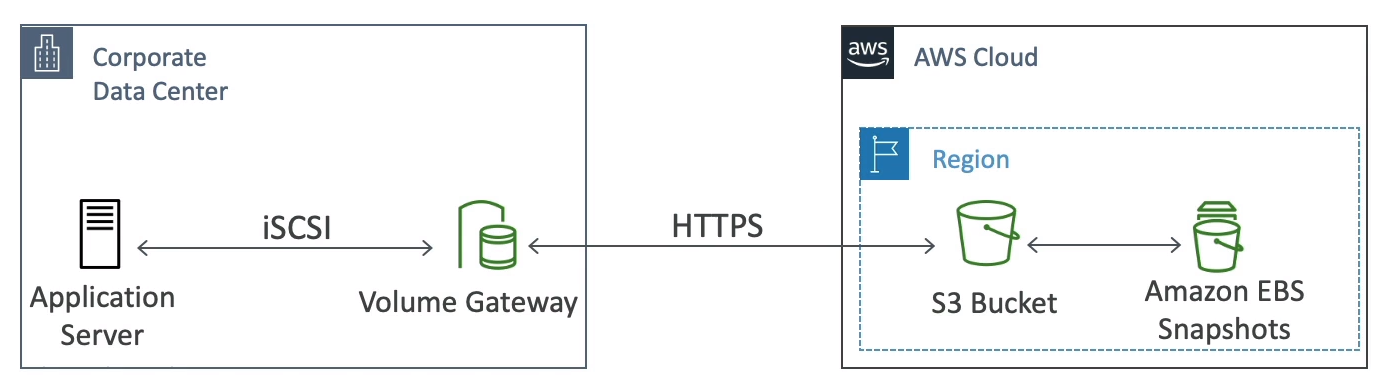 Corporate
Data Center
aws
AWS Cloud
Region
iSCSI
HTTPS
Application
Server
Volume Gateway
S3 Bucket
Amazon EBS
Snapshots